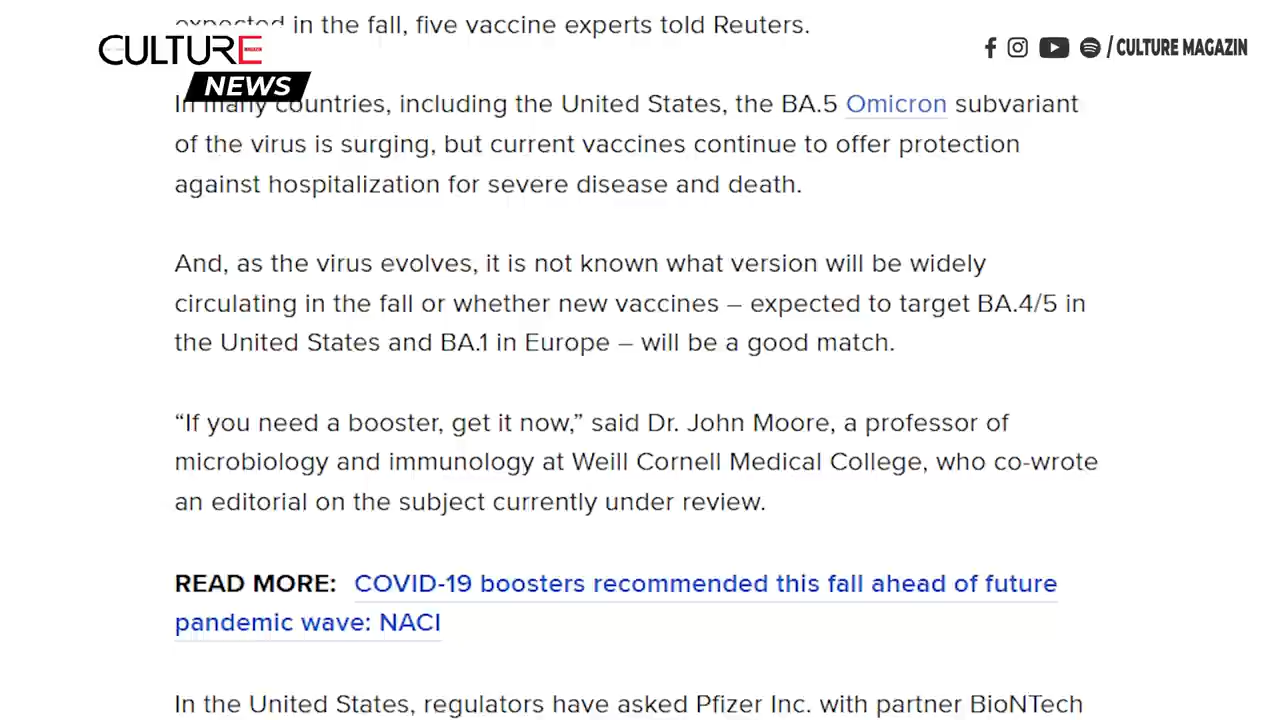 in the fall, five vaccine experts told Reuters.
CULTURE
NEWS
/ CULTURE MAGAZIN
In many countries, including the United States, the BA.5 Omicron subvariant
of the virus is surging, but current vaccines continue to offer protection
against hospitalization for severe disease and death.
And, as the virus evolves, it is not known what version will be widely
circulating in the fall or whether new vaccines – expected to target BA.4/5 in
the United States and BA.1 in Europe – will be a good match.
“If you need a booster, get it now,” said Dr. John Moore, a professor of
microbiology and immunology at Weill Cornell Medical College, who co-wrote
an editorial on the subject currently under review.
READ MORE: COVID-19 boosters recommended this fall ahead of future
pandemic wave: NACI
In the United States, regulators have asked Pfizer Inc. with partner BioNTech